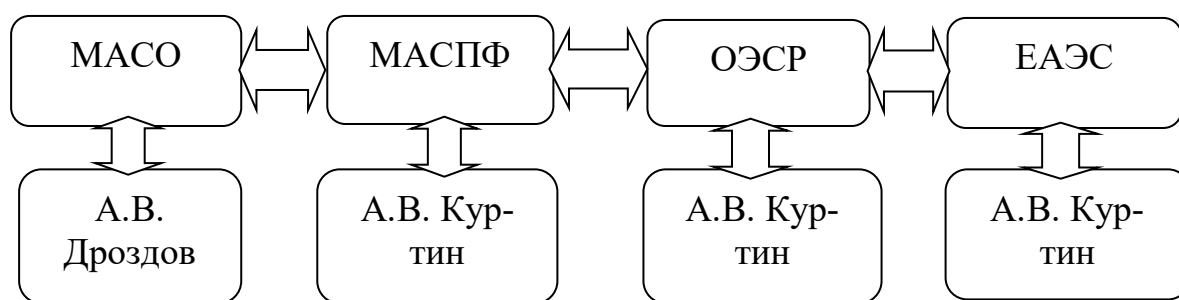 МАСО
МАСПФ
ОЭСР
ЕАЭС
А.В.
Дроздов
А.В. Кур-
тин
А.В. Кур-
тин
А.В. Кур-
тин